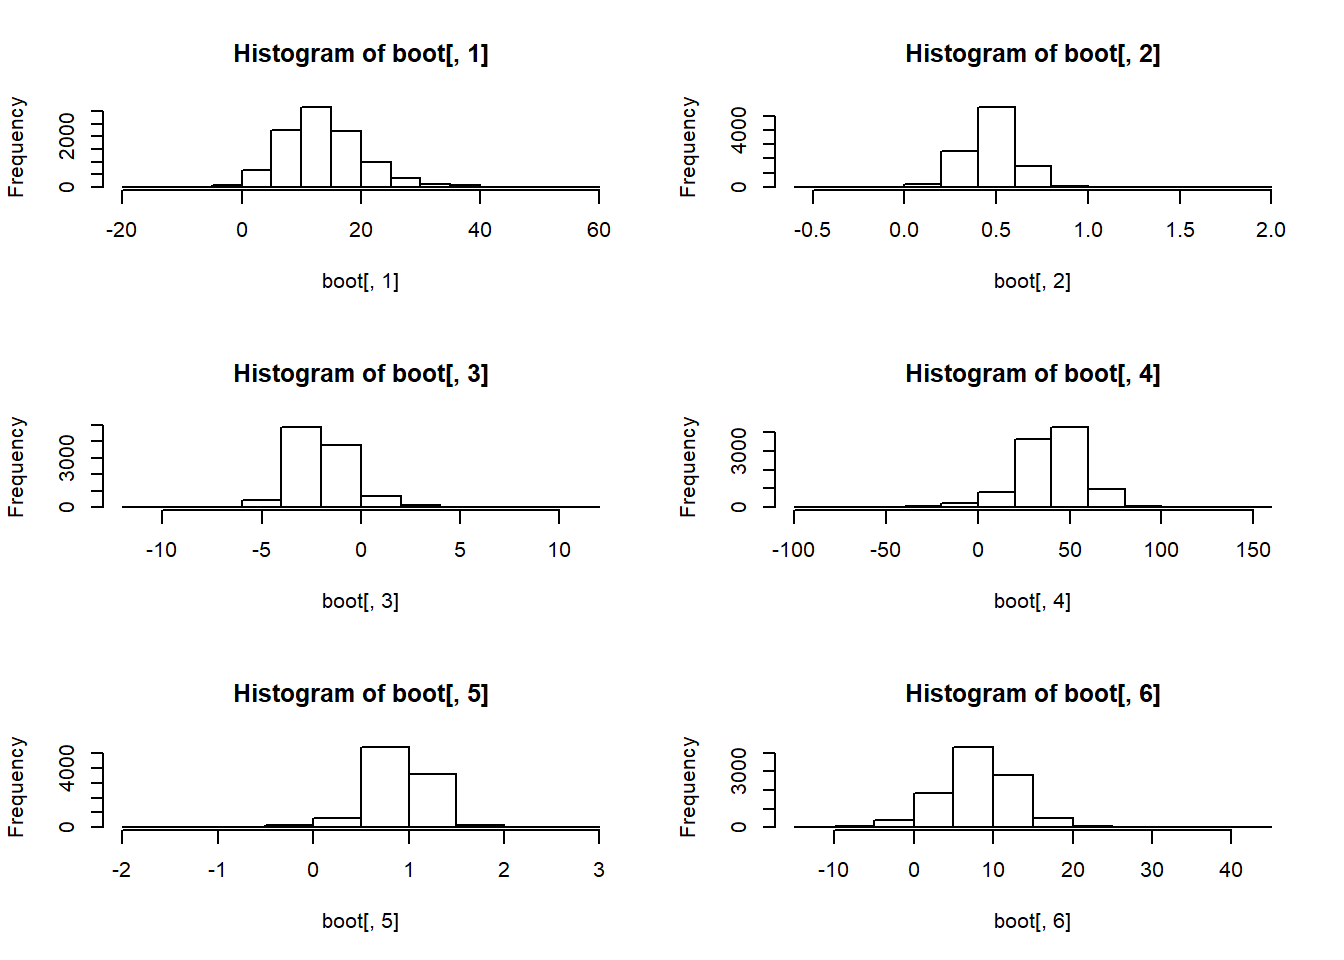 Histogram of boot[, 1]
Frequency
0 2000
-20 0 20 40 60
boot[, 1]
Histogram of boot[, 2]
Frequency
0 4000
-0.5 0.0 0.5 1.0 1.5 2.0
boot[, 2]
Histogram of boot[, 3]
Frequency
0 3000
-10 -5 0 5 10
boot[, 3]
Histogram of boot[, 4]
Frequency
0 3000
-100 -50 0 50 100 150
boot[, 4]
Histogram of boot[, 5]
Frequency
0 4000
-2 -1 0 1 2 3
boot[, 5]
Histogram of boot[, 6]
Frequency
0 3000
-10 0 10 20 30 40
boot[, 6]